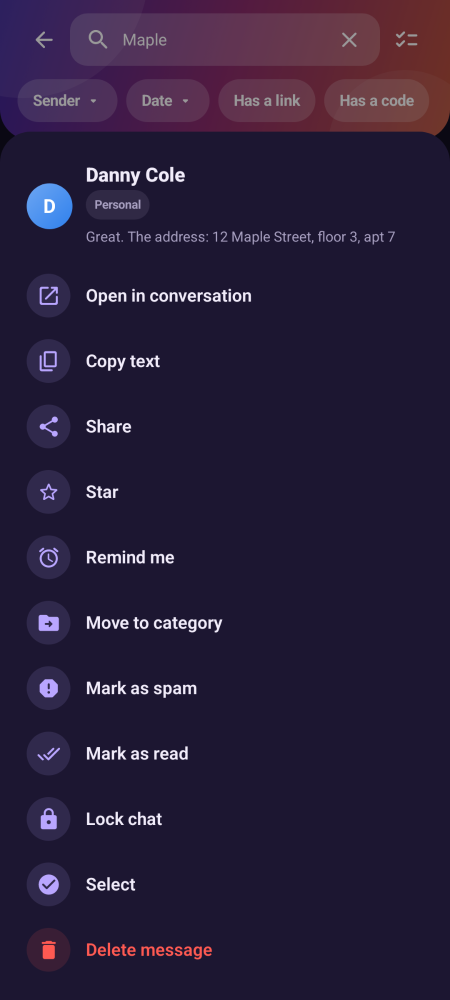 Maple
Sender
Date
Has a link
Has a code
Danny Cole
D
Personal
Great. The address: 12 Maple Street, floor 3, apt 7
Open in conversation
Copy text
Share
Star
Remind me
Move to category
Mark as spam
Mark as read
Lock chat
Select
Delete message